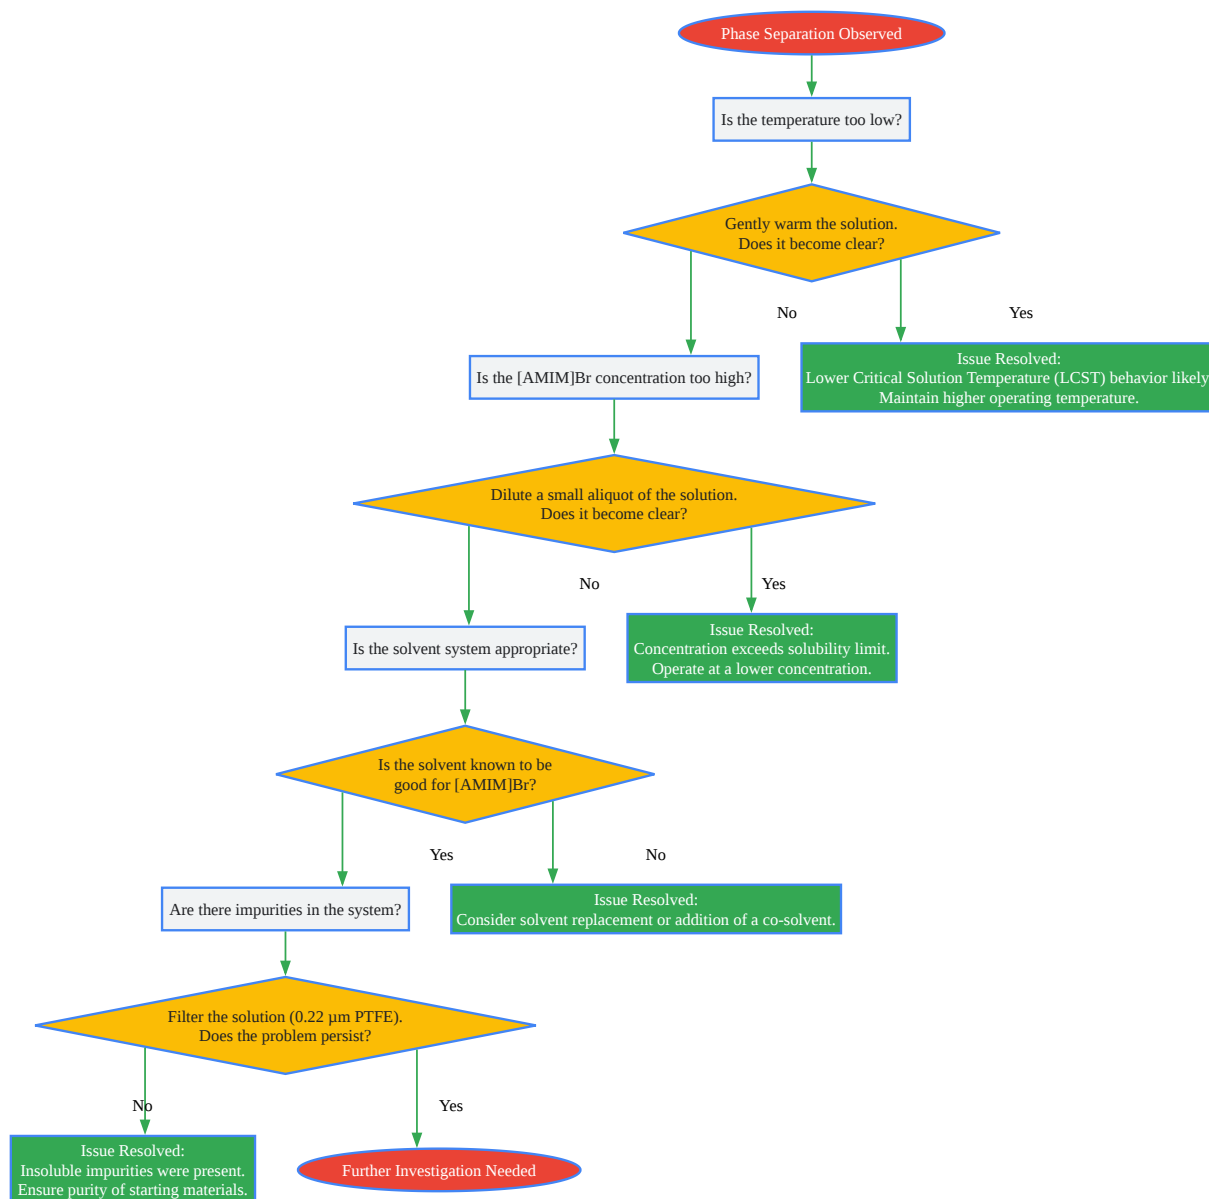 Phase Separation Observed
Is the temperature too low?
Gently warm the solution.
Does it become clear?
No
Yes
Issue Resolved:
Lower Critical Solution Temperature (LCST) behavior likely
Maintain higher operating temperature.
Is the [AMIM]Br concentration too high?
Dilute a small aliquot of the solution.
Does it become clear?
No
Yes
Issue Resolved:
Concentration exceeds solubility limit.
Operate at a lower concentration.
Is the solvent system appropriate?
Is the solvent known to be
good for [AMIM]Br?
Yes
No
Issue Resolved:
Consider solvent replacement or addition of a co-solvent.
Are there impurities in the system?
Filter the solution (0.22 µm PTFE).
Does the problem persist?
No
Yes
Issue Resolved:
Insoluble impurities were present.
Ensure purity of starting materials.
Further Investigation Needed